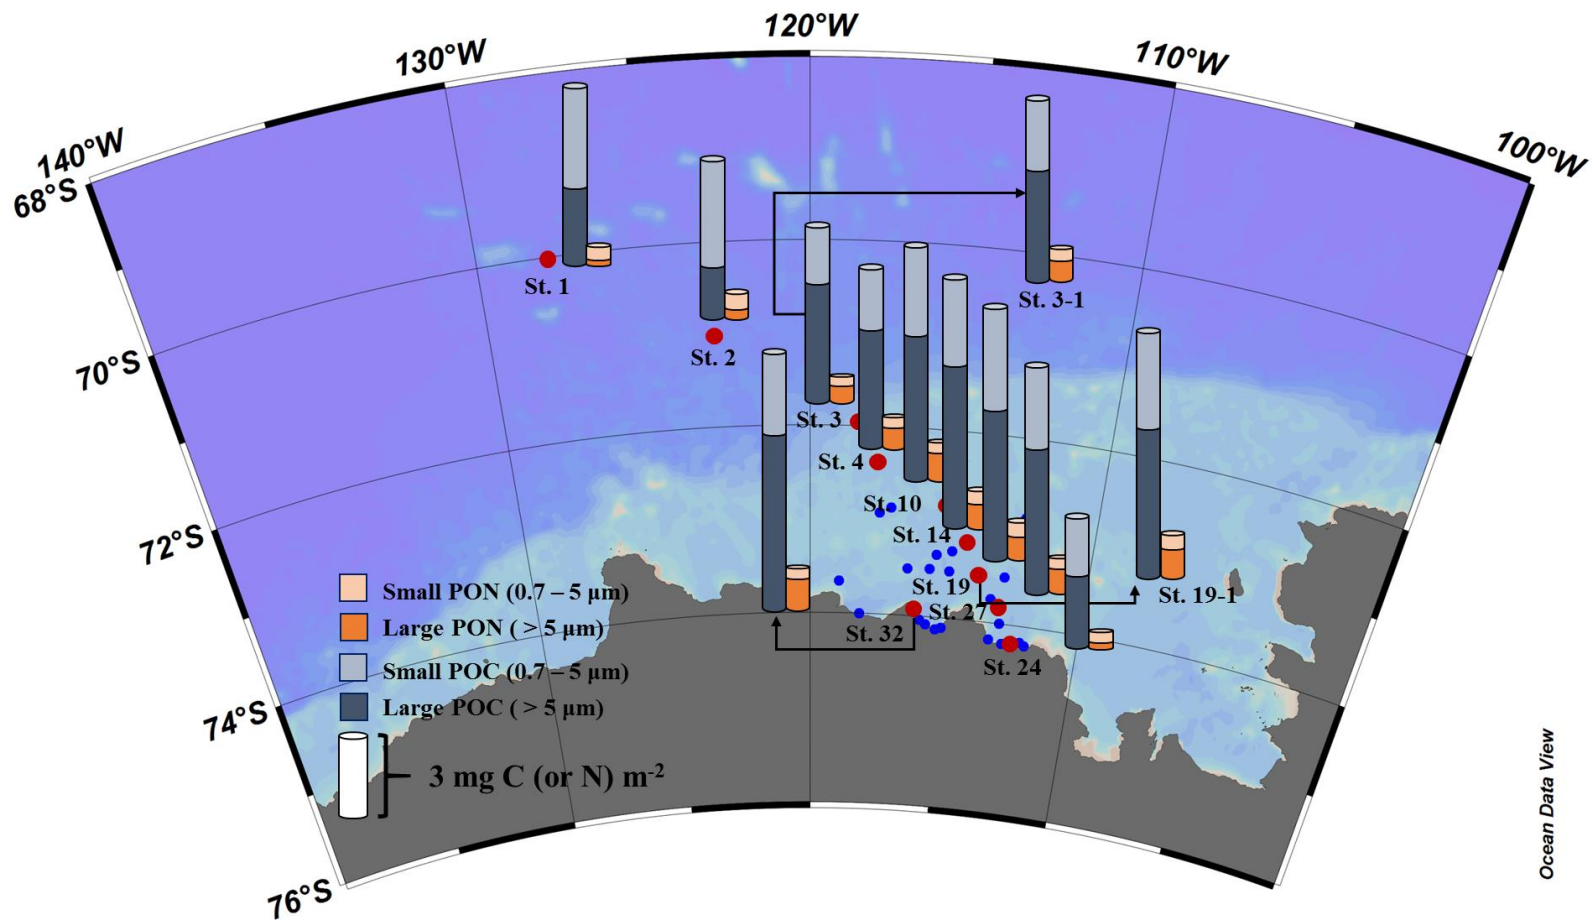 120°W
130°W
110°W
140°W
100°W
68°S
St. 1
St. 3-1
St. 2
70°S
St. 3
St. 4
St. 10
St. 14
72°S
St. 19
St. 19-1
St. 27
St. 32
St. 24
Small PON (0.7 – 5 µm)
Large PON ( > 5 µm)
Small POC (0.7 – 5 µm)
Large POC ( > 5 µm)
74°S
3 mg C (or N) m⁻²
76°S
Ocean Data View